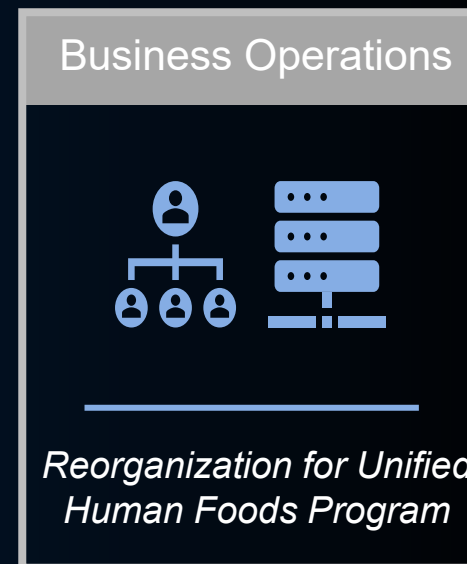 Business Operations
Reorganization for Unified
Human Foods Program